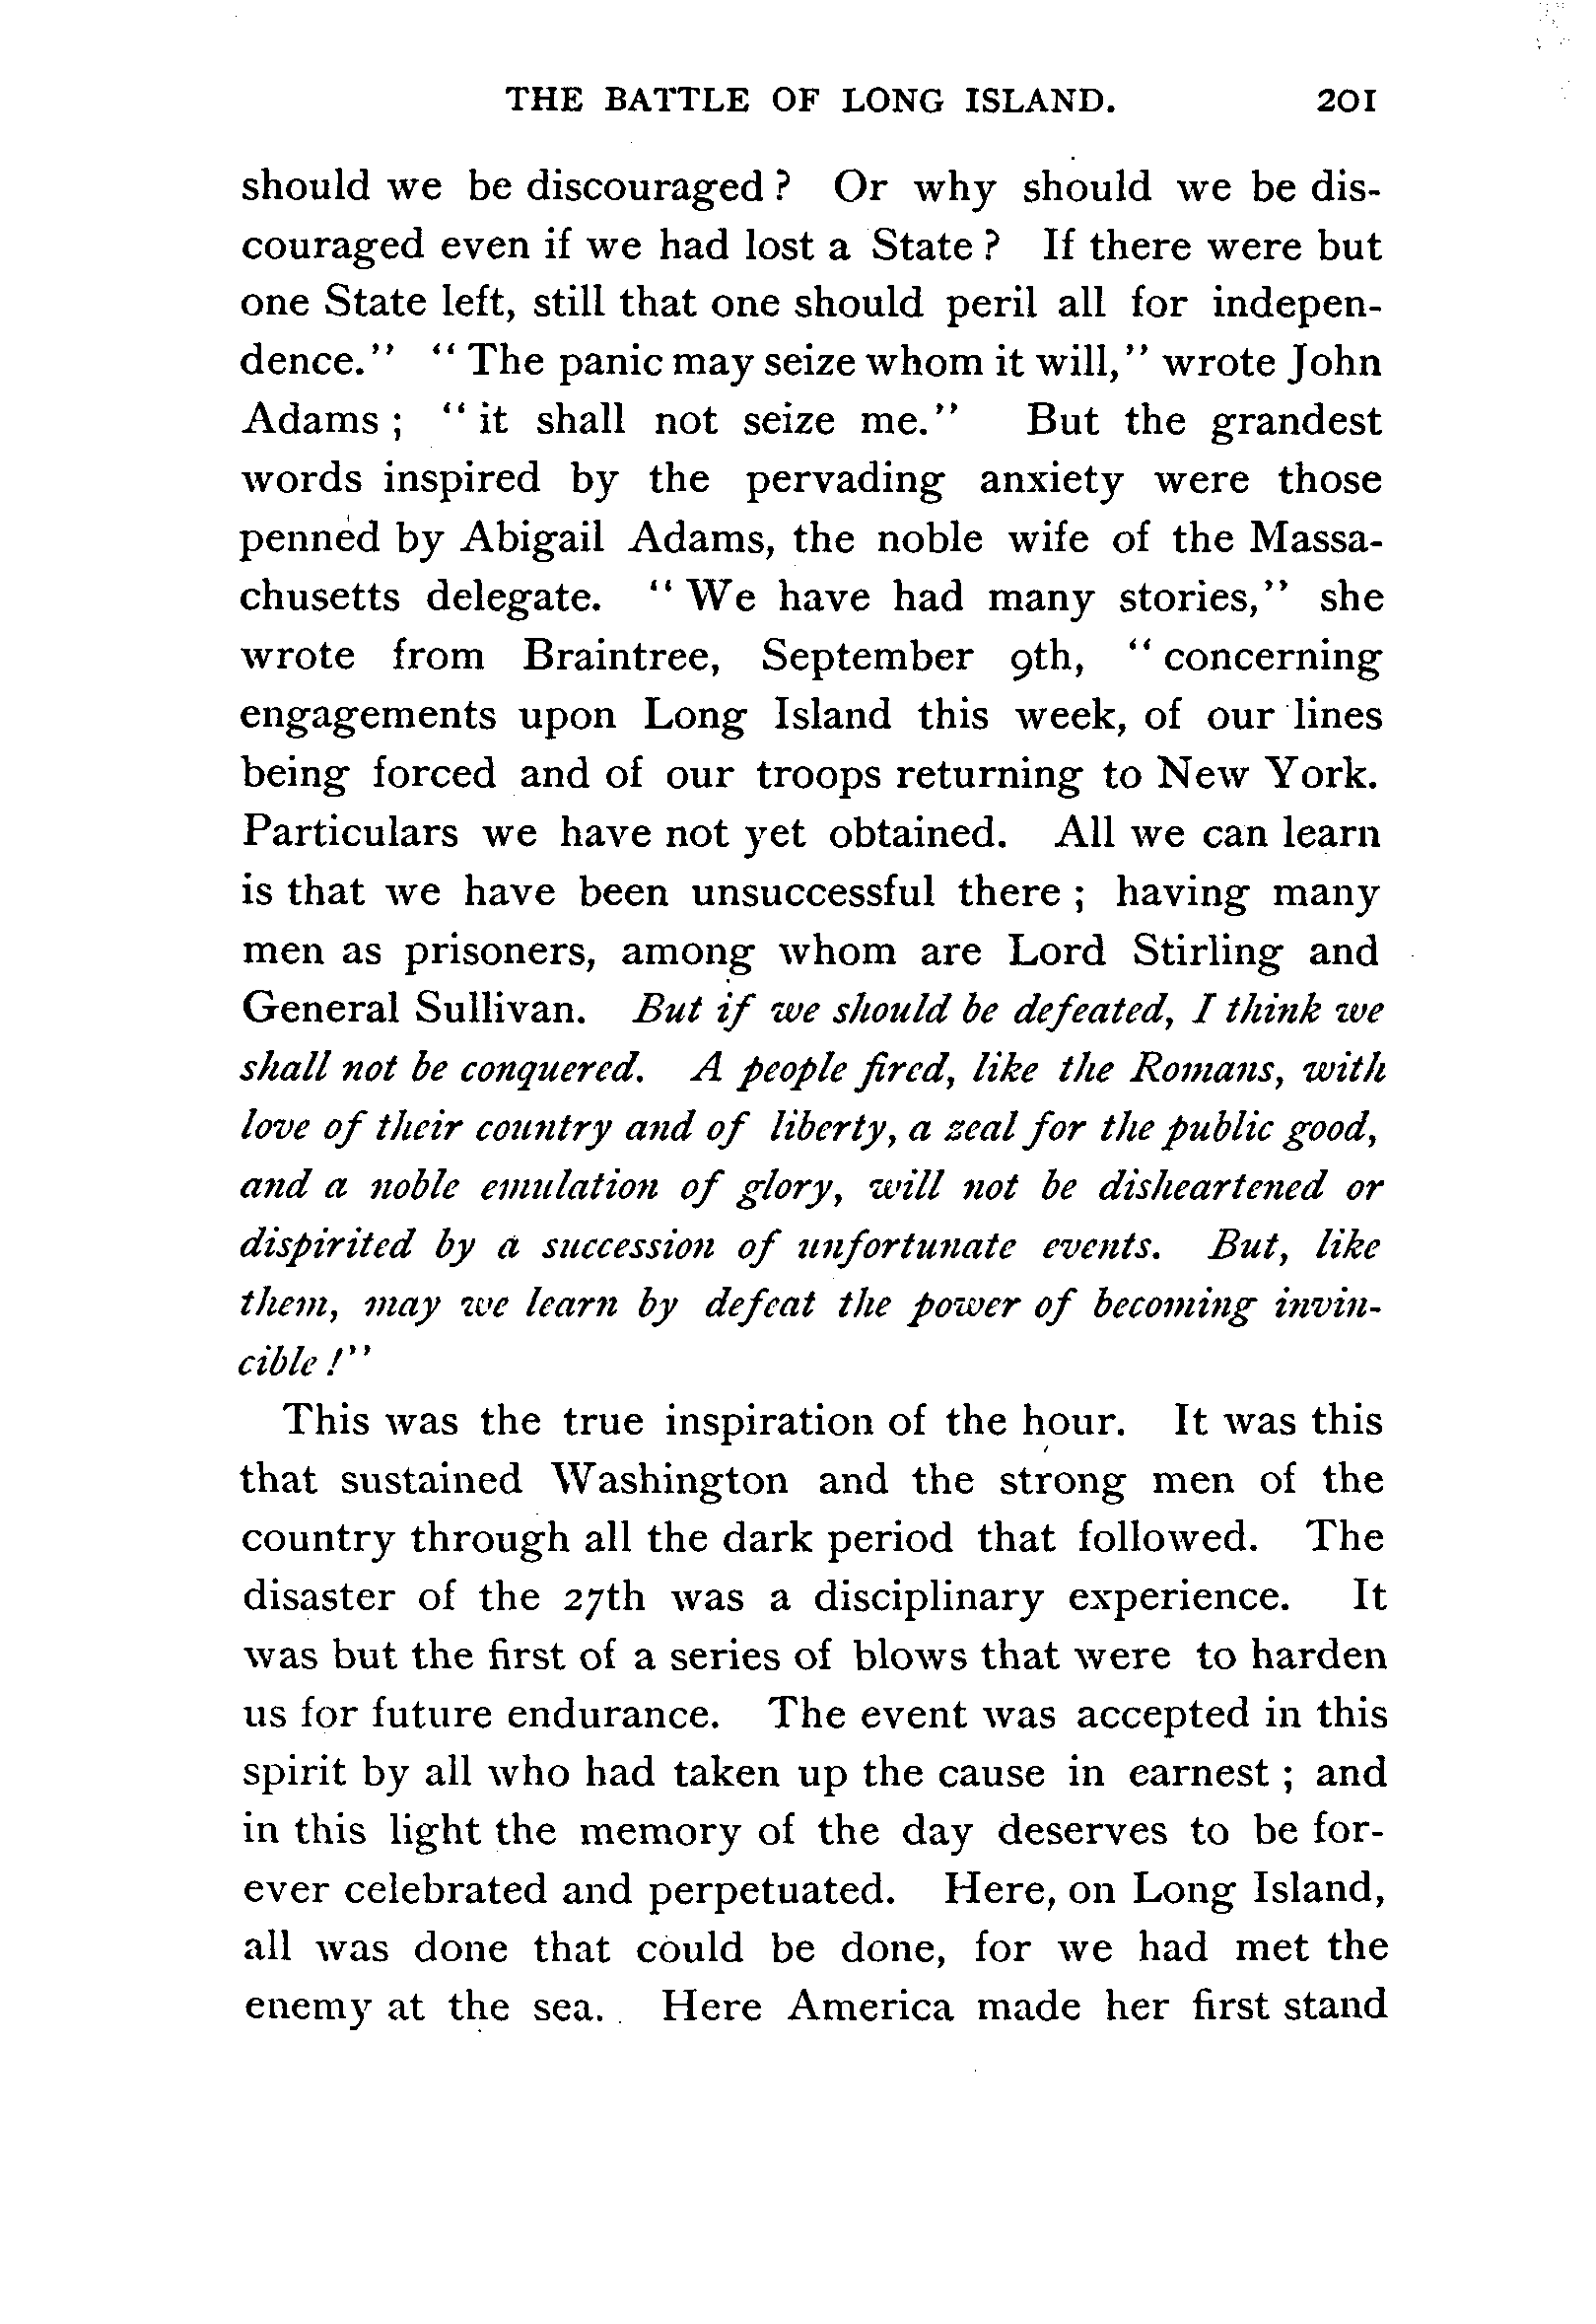 THE BATTLE OF LONG ISLAND. 201
should we be discouraged? Or why should we be dis-
couraged even if we had lost a State? If there were but
one State left, still that one should peril all for indepen-
dence." "The panic may seize whom it will," wrote John
Adams; "it shall not seize me." But the grandest
words inspired by the pervading anxiety were those
penned by Abigail Adams, the noble wife of the Massa-
chusetts delegate. "We have had many stories," she
wrote from Braintree, September 9th, "concerning
engagements upon Long Island this week, of our lines
being forced and of our troops returning to New York.
Particulars we have not yet obtained. All we can learn
is that we have been unsuccessful there; having many
men as prisoners, among whom are Lord Stirling and
General Sullivan. But if we should be defeated, I think we
shall not be conquered. A people fired, like the Romans, with
love of their country and of liberty, a zeal for the public good,
and a noble emulation of glory, will not be disheartened or
dispirited by a succession of unfortunate events. But, like
them, may we learn by defeat the power of becoming invin-
cible!"
This was the true inspiration of the hour. It was this
that sustained Washington and the strong men of the
country through all the dark period that followed. The
disaster of the 27th was a disciplinary experience. It
was but the first of a series of blows that were to harden
us for future endurance. The event was accepted in this
spirit by all who had taken up the cause in earnest; and
in this light the memory of the day deserves to be for-
ever celebrated and perpetuated. Here, on Long Island,
all was done that could be done, for we had met the
enemy at the sea. Here America made her first stand